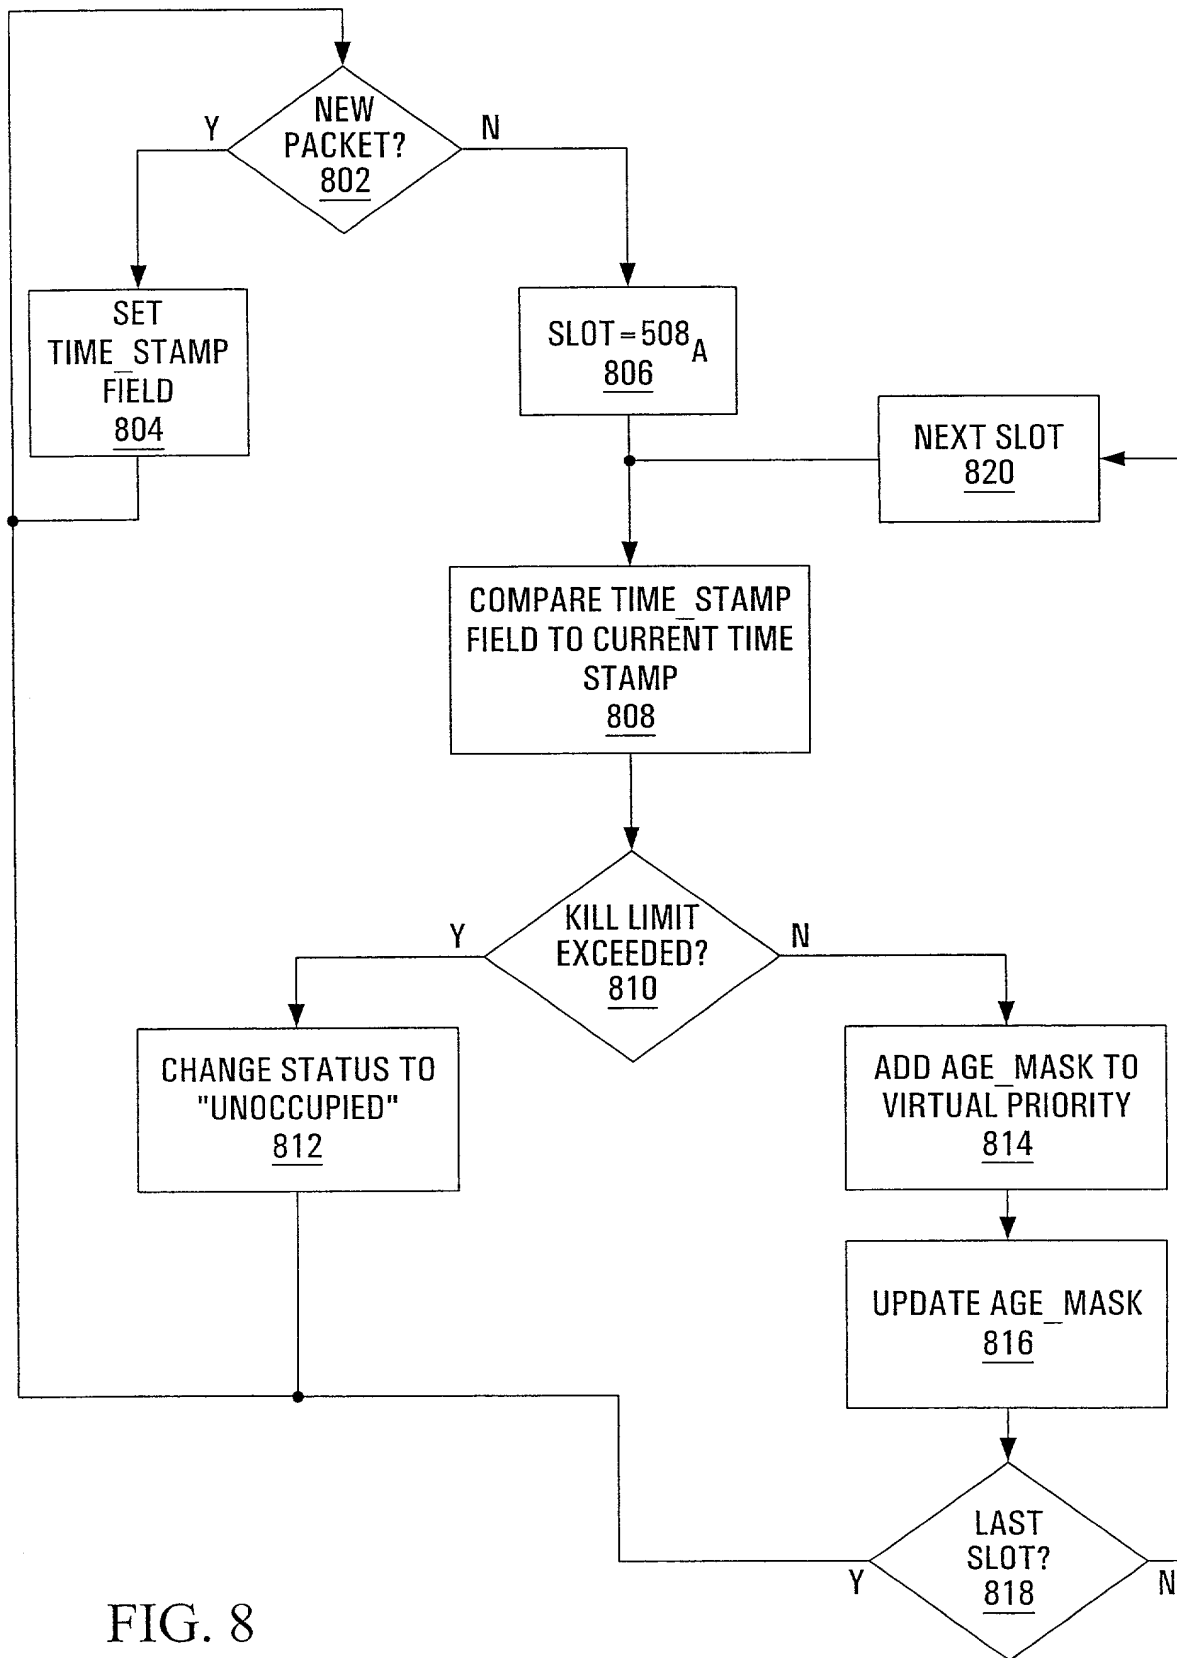 NEW
PACKET?
802
Y
N
SET
TIME_STAMP
FIELD
804
SLOT=508A
806
NEXT SLOT
820
COMPARE TIME_STAMP
FIELD TO CURRENT TIME
STAMP
808
KILL LIMIT
EXCEEDED?
810
Y
N
CHANGE STATUS TO
"UNOCCUPIED"
812
ADD AGE_MASK TO
VIRTUAL PRIORITY
814
UPDATE AGE_MASK
816
LAST
SLOT?
818
Y
N
FIG. 8